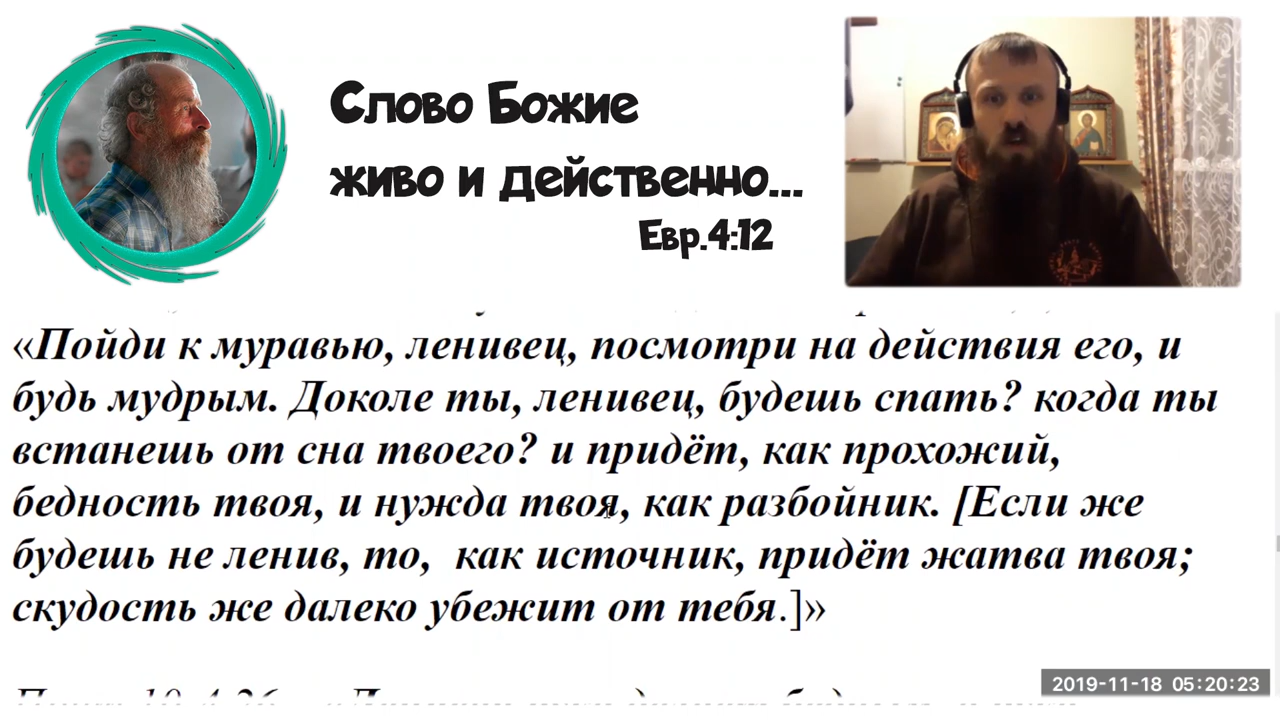 Слово Божие
живо и действенно...
Евр.4:12
«Пойди к муравью, ленивец, посмотри на действия его, и
будь мудрым. Доколе ты, ленивец, будешь спать? когда ты
встанешь от сна твоего? и придёт, как прохожий,
бедность твоя, и нужда твоя, как разбойник. [Если же
будешь не ленив, то, как источник, придёт жатва твоя;
скудость же далеко убежит от тебя.]»
2019-11-18 05:20:23